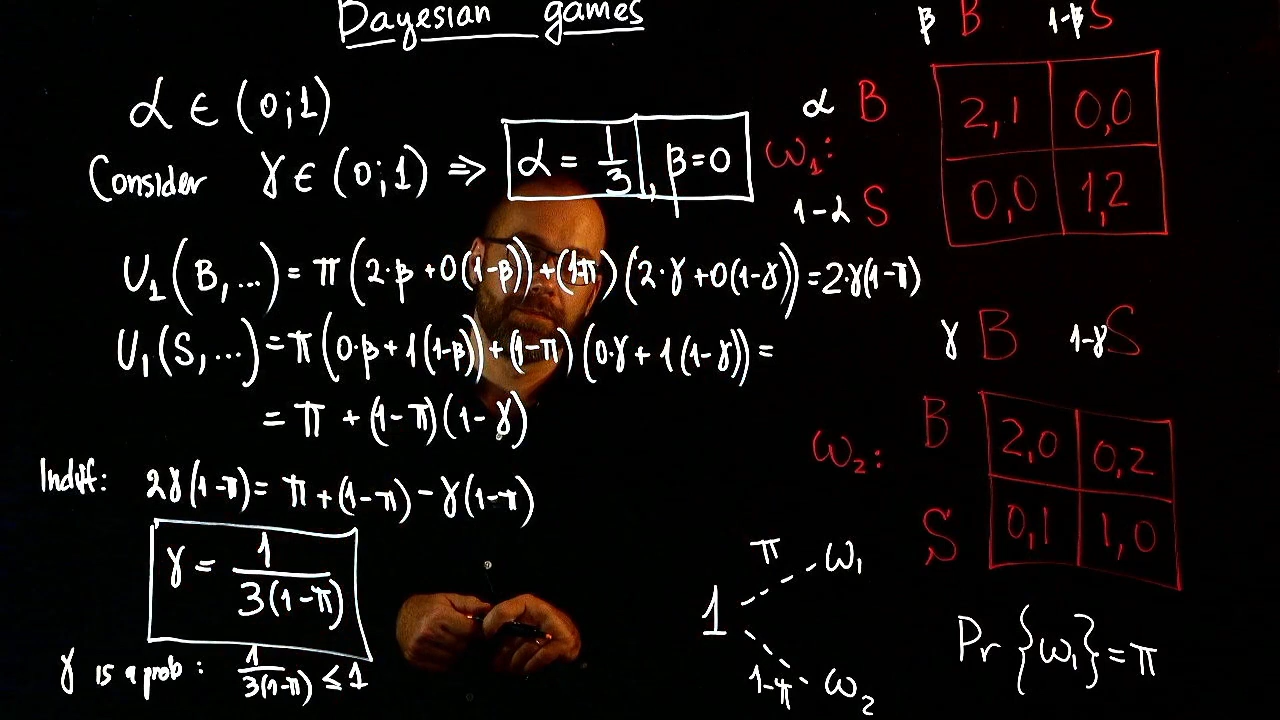 Bayesian games
α ∈ (0;1)
Consider γ ∈ (0;1) ⇒ α = 1/3, β=0
U₁(B,...) = π(2·β+0(1-β))+(1-π)(2·γ+0(1-γ))=2·γ(1-π)
U₁(S,...)=π(0·β+1(1-β))+(1-π)(0·γ+1(1-γ))=
= π + (1-π)(1-γ)
Indiff: 2γ(1-π)= π+(1-π)-γ(1-π)
γ = 1/3(1-π)
γ is a prob: 1/3(1-π) ≤ 1
β B 1-β S
α B 2,1 0,0
ω₁:
1-α S 0,0 1,2
γ B 1-γ S
B 2,0 0,2
ω₂:
S 0,1 1,0
π ω₁
1
1-π ω₂
Pr{ω₁}=π